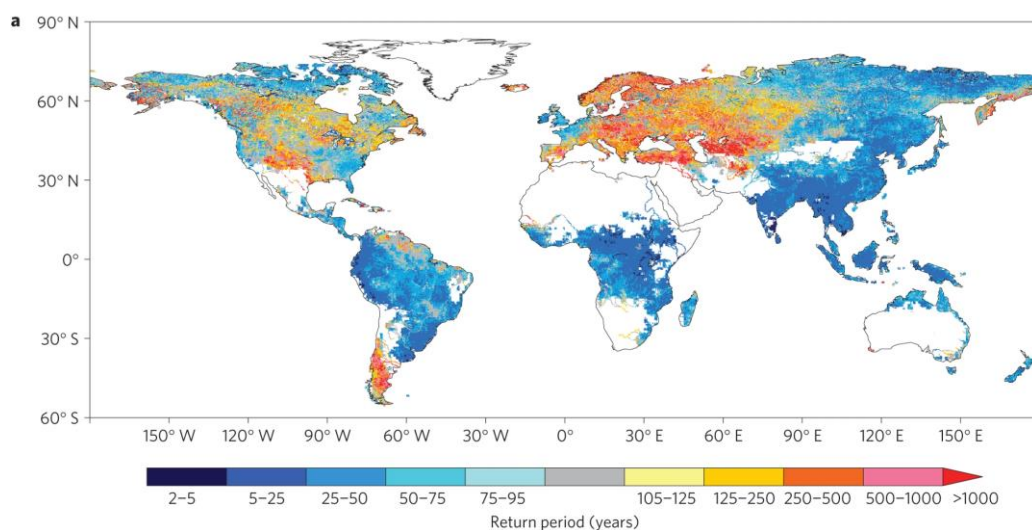 a
90° N
60° N
30° N
0°
30° S
60° S
150° W 120° W 90° W 60° W 30° W 0° 30° E 60° E 90° E 120° E 150° E
2–5 5–25 25–50 50–75 75–95 105–125 125–250 250–500 500–1000 >1000
Return period (years)